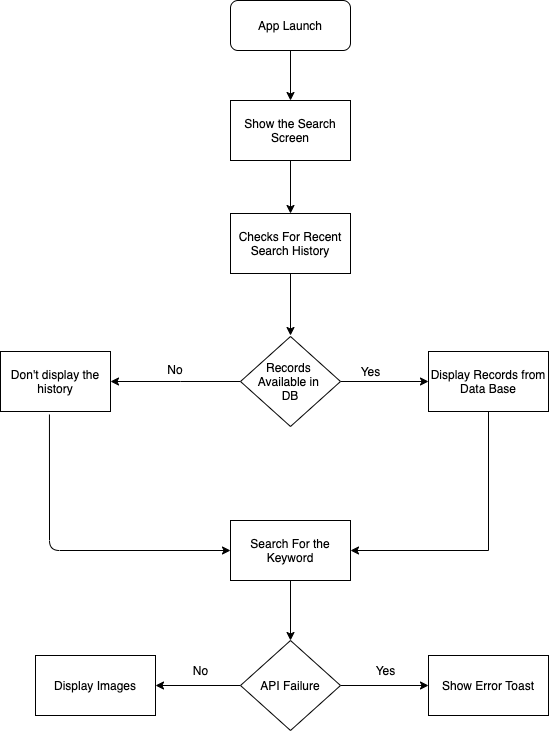 App Launch
Show the Search
Screen
Checks For Recent
Search History
Records
Available in
DB
No
Yes
Don't display the
history
Display Records from
Data Base
Search For the
Keyword
API Failure
No
Yes
Display Images
Show Error Toast